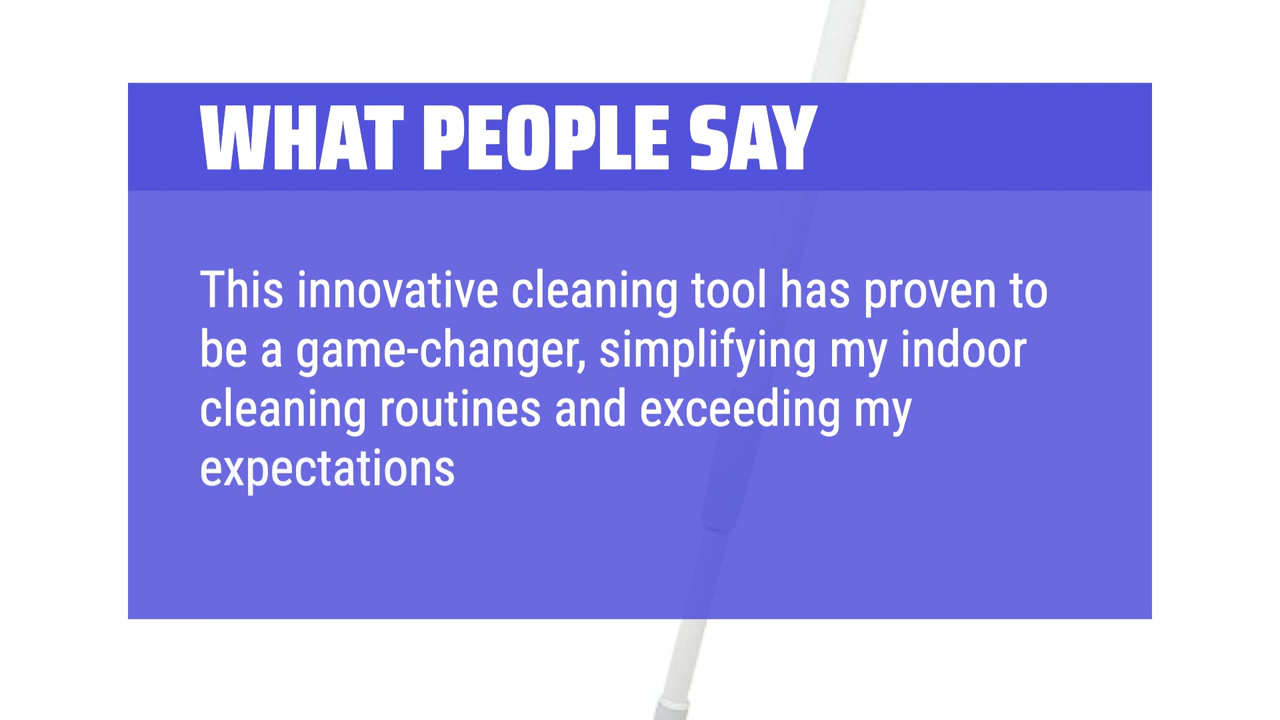 WHAT PEOPLE SAY
This innovative cleaning tool has proven to
be a game-changer, simplifying my indoor
cleaning routines and exceeding my
expectations